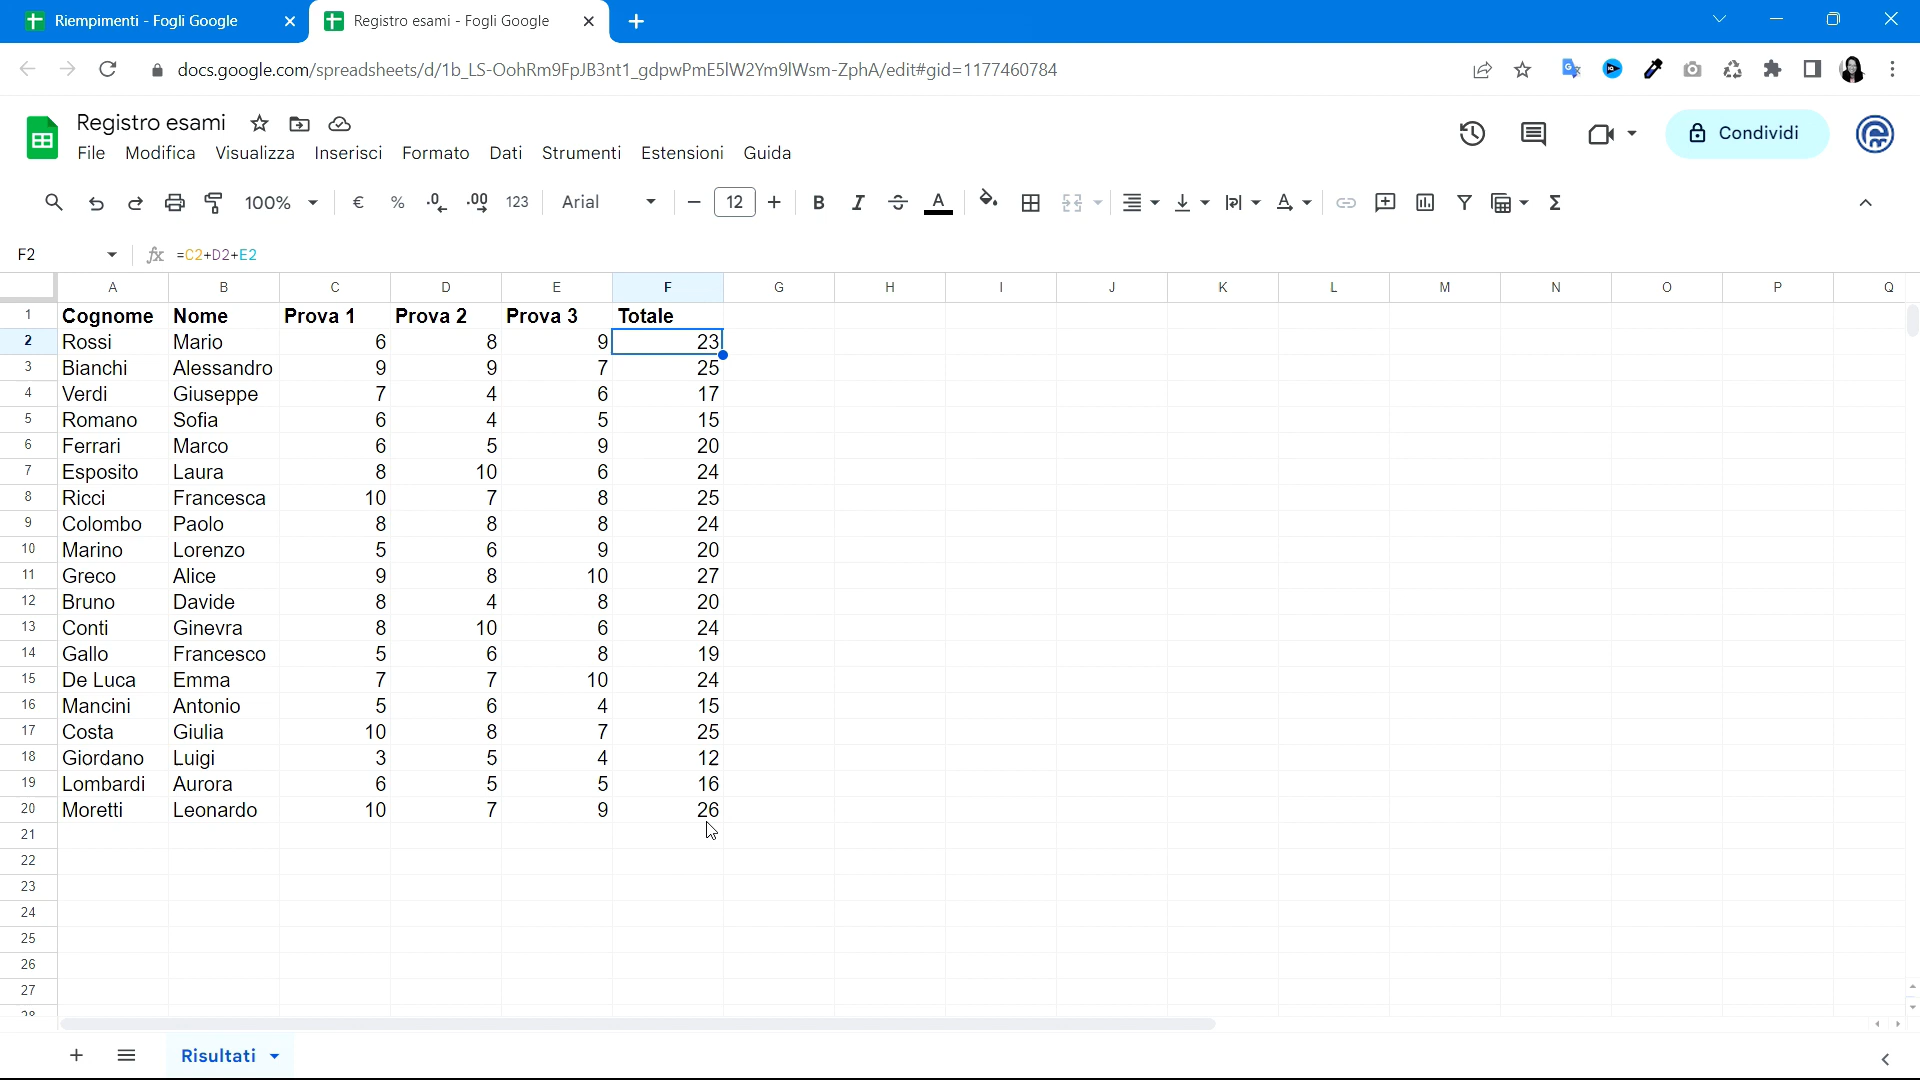 Riempimenti - Fogli Google
Registro esami - Fogli Google
docs.google.com/spreadsheets/d/1b_LS-OohRm9FpJB3nt1_gdpwPmE5lW2Ym9lWsm-ZphA/edit#gid=1177460784
Registro esami
File Modifica Visualizza Inserisci Formato Dati Strumenti Estensioni Guida
Condividi
100% € % .0 .00 123 Arial 12 B I A Σ
F2 fx =C2+D2+E2
A B C D E F G H I J K L M N O P Q
1 Cognome Nome Prova 1 Prova 2 Prova 3 Totale
2 Rossi Mario 6 8 9 23
3 Bianchi Alessandro 9 9 7 25
4 Verdi Giuseppe 7 4 6 17
5 Romano Sofia 6 4 5 15
6 Ferrari Marco 6 5 9 20
7 Esposito Laura 8 10 6 24
8 Ricci Francesca 10 7 8 25
9 Colombo Paolo 8 8 8 24
10 Marino Lorenzo 5 6 9 20
11 Greco Alice 9 8 10 27
12 Bruno Davide 8 4 8 20
13 Conti Ginevra 8 10 6 24
14 Gallo Francesco 5 6 8 19
15 De Luca Emma 7 7 10 24
16 Mancini Antonio 5 6 4 15
17 Costa Giulia 10 8 7 25
18 Giordano Luigi 3 5 4 12
19 Lombardi Aurora 6 5 5 16
20 Moretti Leonardo 10 7 9 26
21
22
23
24
25
26
27
28
Risultati